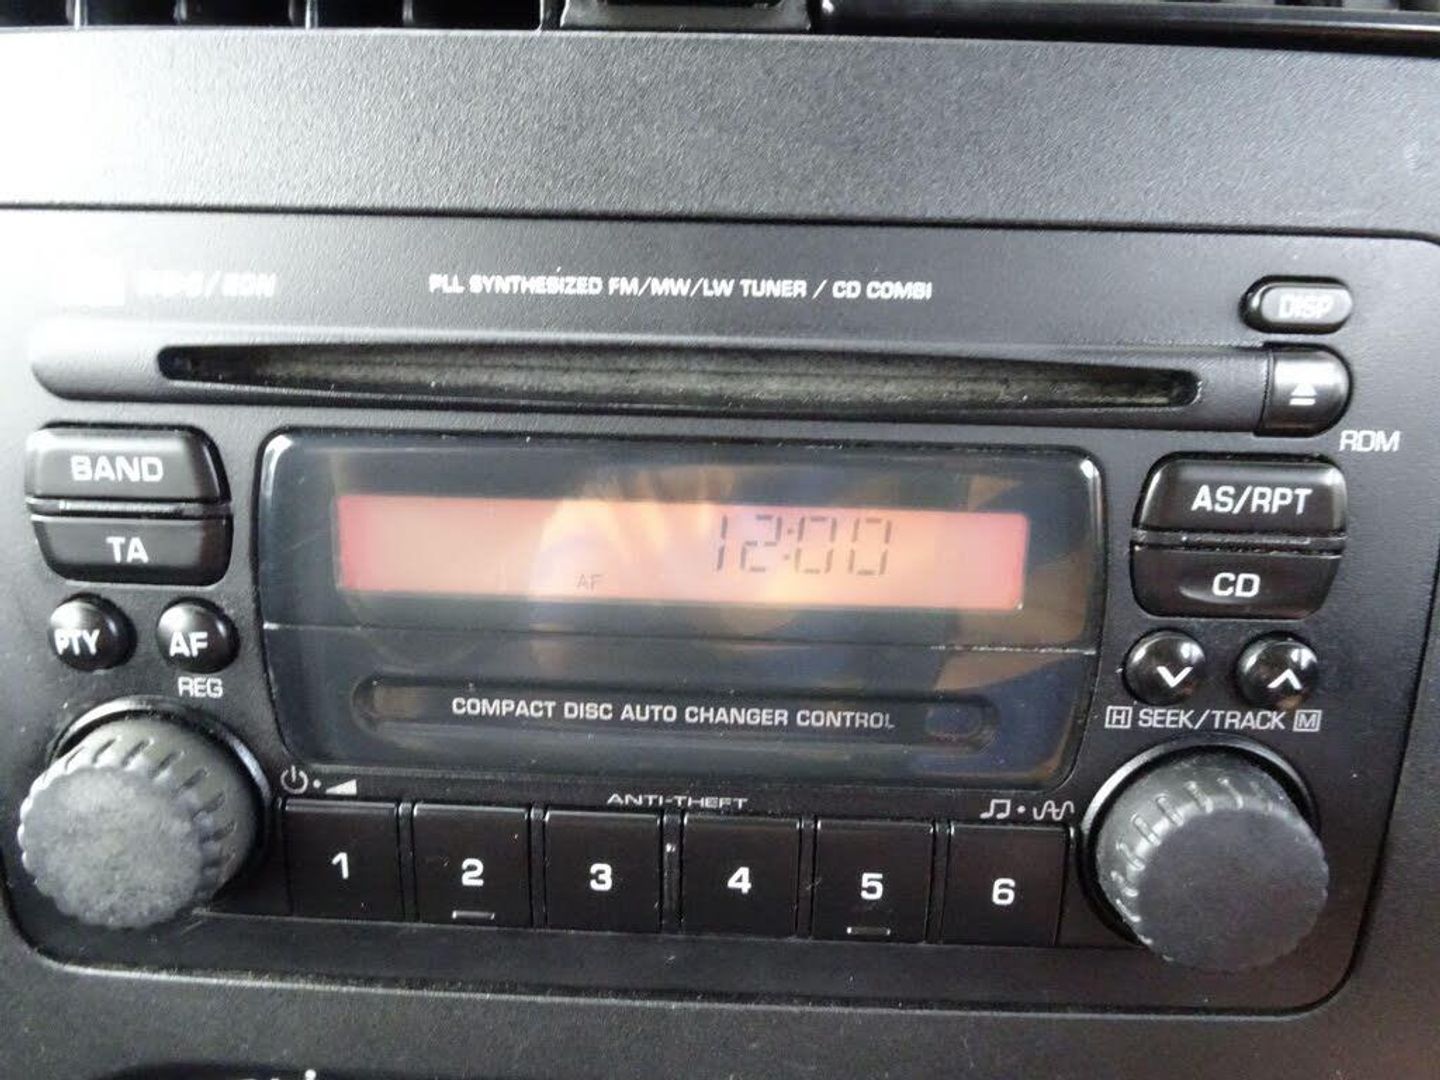 PLL SYNTHESIZED FM/MW/LW TUNER / CD COMBI
DISP
RDM
BAND
TA
AS/RPT
CD
12:00
AF
PTY
AF
REG
COMPACT DISC AUTO CHANGER CONTROL
H SEEK/TRACK M
ANTI-THEFT
1
2
3
4
5
6